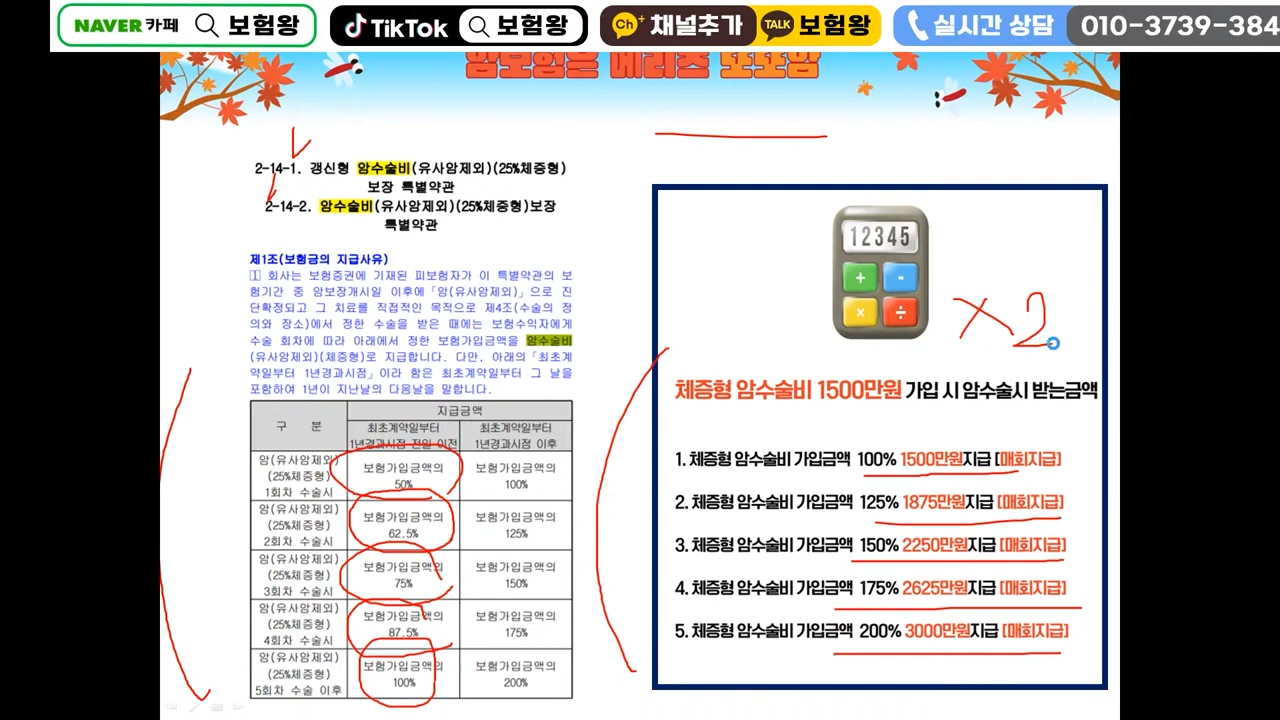 NAVER 카페 보험왕
TikTok 보험왕
Ch+ 채널추가 TALK 보험왕
실시간 상담 010-3739-384
암보험은 메리츠 또또암
2-14-1. 갱신형 암수술비(유사암제외)(25%체증형)
보장 특별약관
2-14-2. 암수술비(유사암제외)(25%체증형)보장
특별약관
제1조(보험금의 지급사유)
① 회사는 보험증권에 기재된 피보험자가 이 특별약관의 보
험기간 중 암보장개시일 이후에「암(유사암제외)」으로 진
단확정되고 그 치료를 직접적인 목적으로 제4조(수술의 정
의와 장소)에서 정한 수술을 받은 때에는 보험수익자에게
수술 회차에 따라 아래에서 정한 보험가입금액을 암수술비
(유사암제외)(체증형)로 지급합니다. 다만, 아래의「최초계
약일부터 1년경과시점」이라 함은 최초계약일부터 그 날을
포함하여 1년이 지난날의 다음날을 말합니다.
구 분
지급금액
최초계약일부터
1년경과시점 전일 이전
최초계약일부터
1년경과시점 이후
암(유사암제외)
(25%체증형)
1회차 수술시
보험가입금액의
50%
보험가입금액의
100%
암(유사암제외)
(25%체증형)
2회차 수술시
보험가입금액의
62.5%
보험가입금액의
125%
암(유사암제외)
(25%체증형)
3회차 수술시
보험가입금액의
75%
보험가입금액의
150%
암(유사암제외)
(25%체증형)
4회차 수술시
보험가입금액의
87.5%
보험가입금액의
175%
암(유사암제외)
(25%체증형)
5회차 수술 이후
보험가입금액의
100%
보험가입금액의
200%
12345
+ -
× ÷
×2
체증형 암수술비 1500만원 가입 시 암수술시 받는금액
1. 체증형 암수술비 가입금액 100% 1500만원지급 [매회지급]
2. 체증형 암수술비 가입금액 125% 1875만원지급 [매회지급]
3. 체증형 암수술비 가입금액 150% 2250만원지급 [매회지급]
4. 체증형 암수술비 가입금액 175% 2625만원지급 [매회지급]
5. 체증형 암수술비 가입금액 200% 3000만원지급 [매회지급]